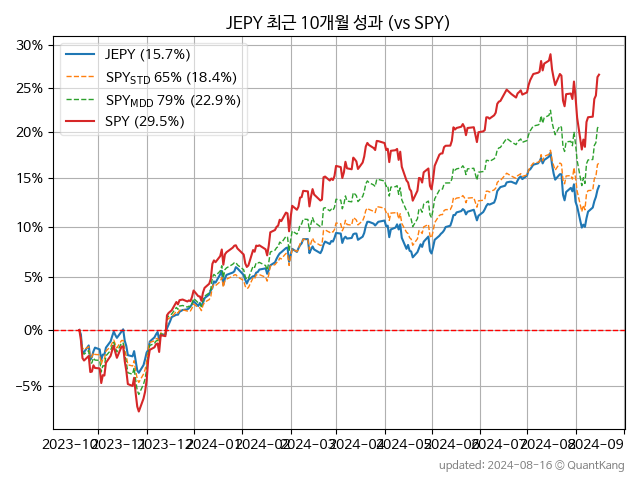 JEPY 최근 10개월 성과 (vs SPY)
JEPY (15.7%)
SPY_STD 65% (18.4%)
SPY_MDD 79% (22.9%)
SPY (29.5%)
30%
25%
20%
15%
10%
5%
0%
−5%
2023−10 2023−11 2023−12 2024−01 2024−02 2024−03 2024−04 2024−05 2024−06 2024−07 2024−08 2024−09
updated: 2024-08-16 © QuantKang